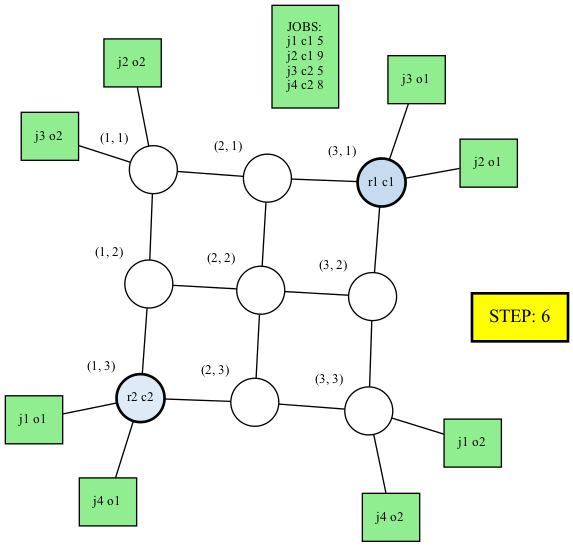 JOBS:
j1 c1 5
j2 c1 9
j3 c2 5
j4 c2 8
j2 o2
j3 o1
j3 o2
(1, 1)
(2, 1)
(3, 1)
j2 o1
r1 c1
(1, 2)
(2, 2)
(3, 2)
STEP: 6
(1, 3)
(2, 3)
(3, 3)
r2 c2
j1 o1
j1 o2
j4 o1
j4 o2